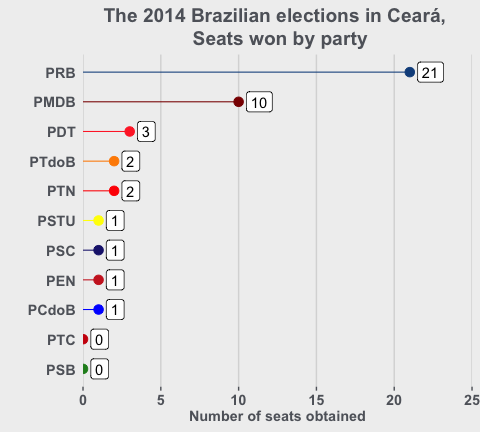 The 2014 Brazilian elections in Ceará,
Seats won by party
PRB 21
PMDB 10
PDT 3
PTdoB 2
PTN 2
PSTU 1
PSC 1
PEN 1
PCdoB 1
PTC 0
PSB 0
0 5 10 15 20 25
Number of seats obtained